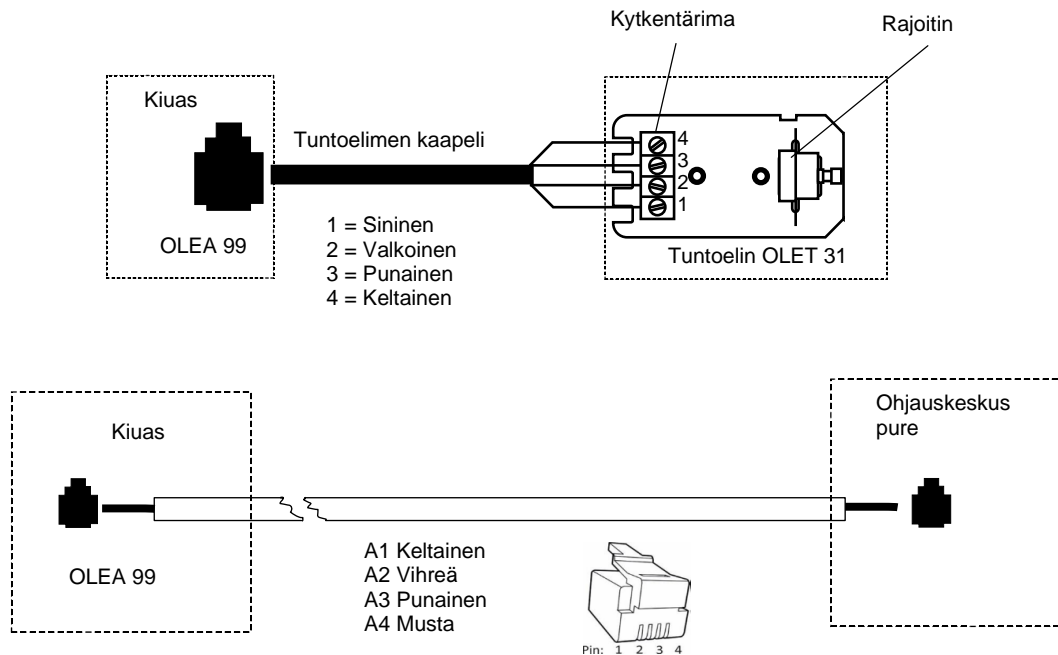 Kytkentärima
Rajoitin
Kiuas
Tuntoelimen kaapeli
4
3
2
1
OLEA 99
1 = Sininen
2 = Valkoinen
3 = Punainen
4 = Keltainen
Tuntoelin OLET 31
Kiuas
Ohjauskeskus
pure
OLEA 99
A1 Keltainen
A2 Vihreä
A3 Punainen
A4 Musta
Pin: 1 2 3 4